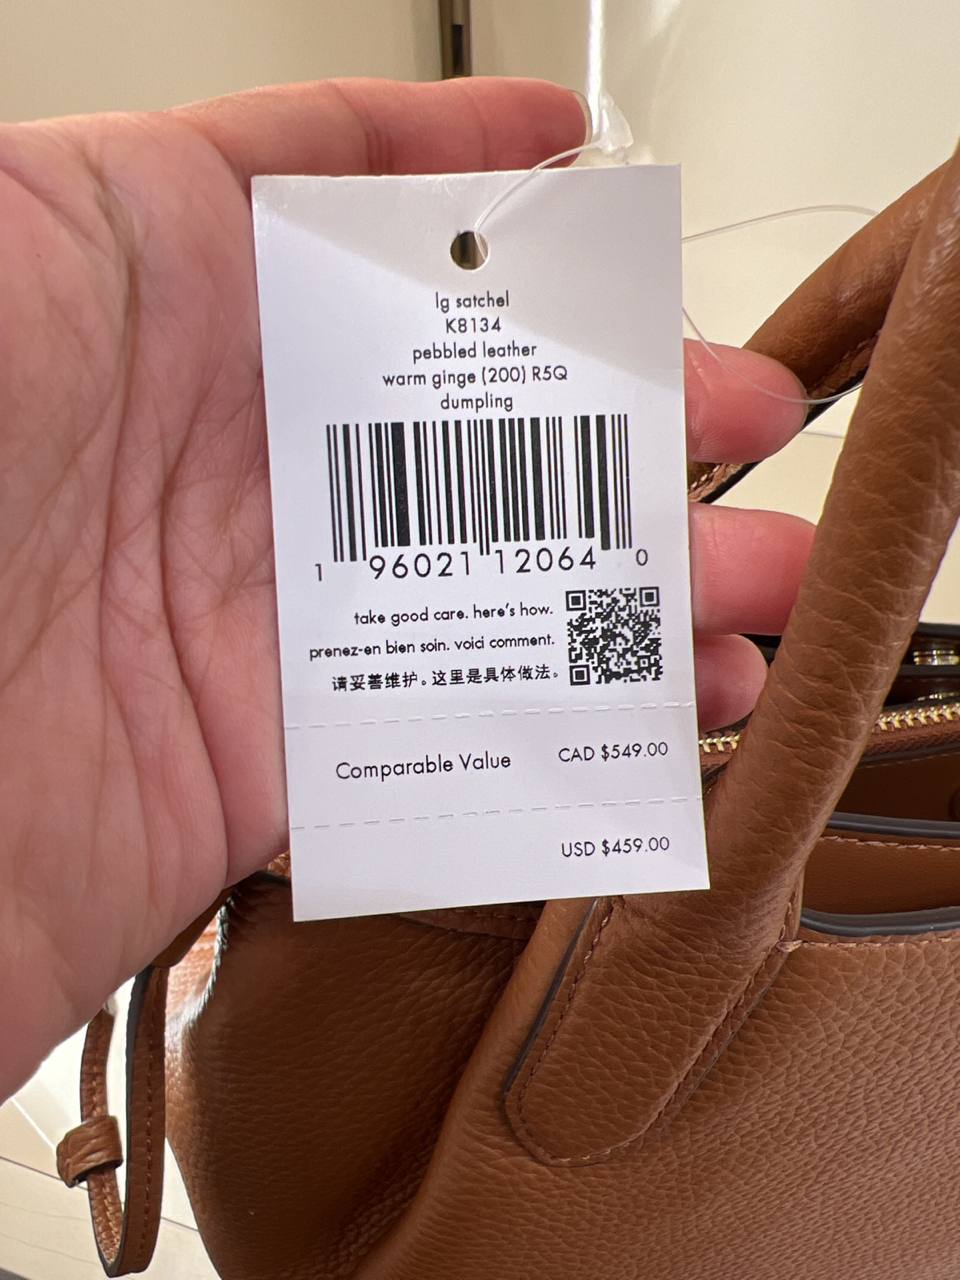 lg satchel
K8134
pebbled leather
warm ginge (200) R5Q
dumpling
1 96021 12064 0
take good care. here's how.
prenez-en bien soin. voici comment.
请妥善维护。这里是具体做法。
Comparable Value CAD $549.00
USD $459.00